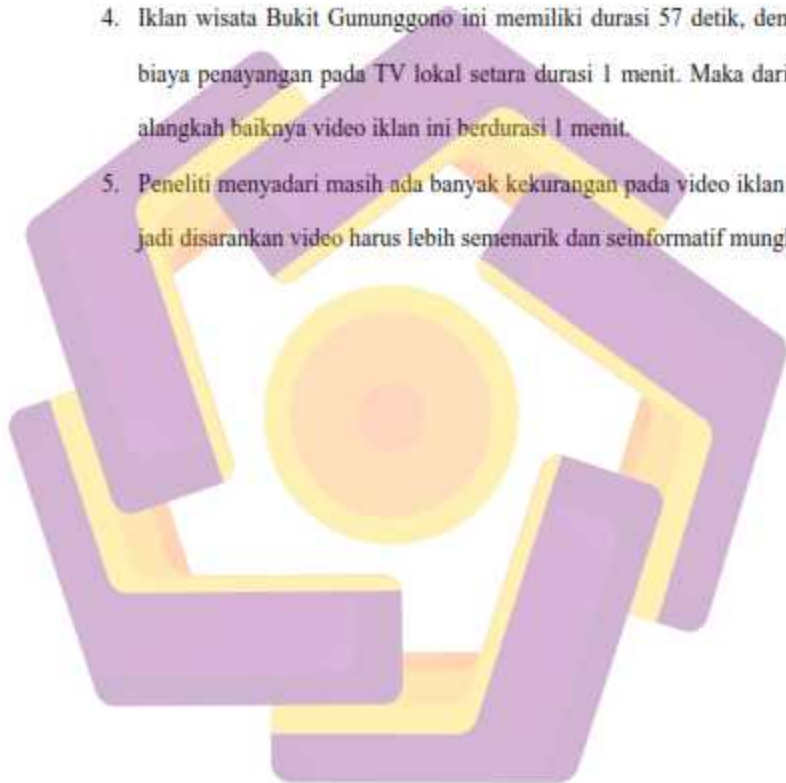 4. Iklan wisata Bukit Gununggono ini memiliki durasi 57 detik,
biaya penayangan pada TV lokal setara durasi 1 menit. Maka dari
alangkah baiknya video iklan ini berdurasi 1 menit.
5. Peneliti menyadari masih ada banyak kekurangan pada video iklan
jadi disarankan video harus lebih semenarik dan seinformatif